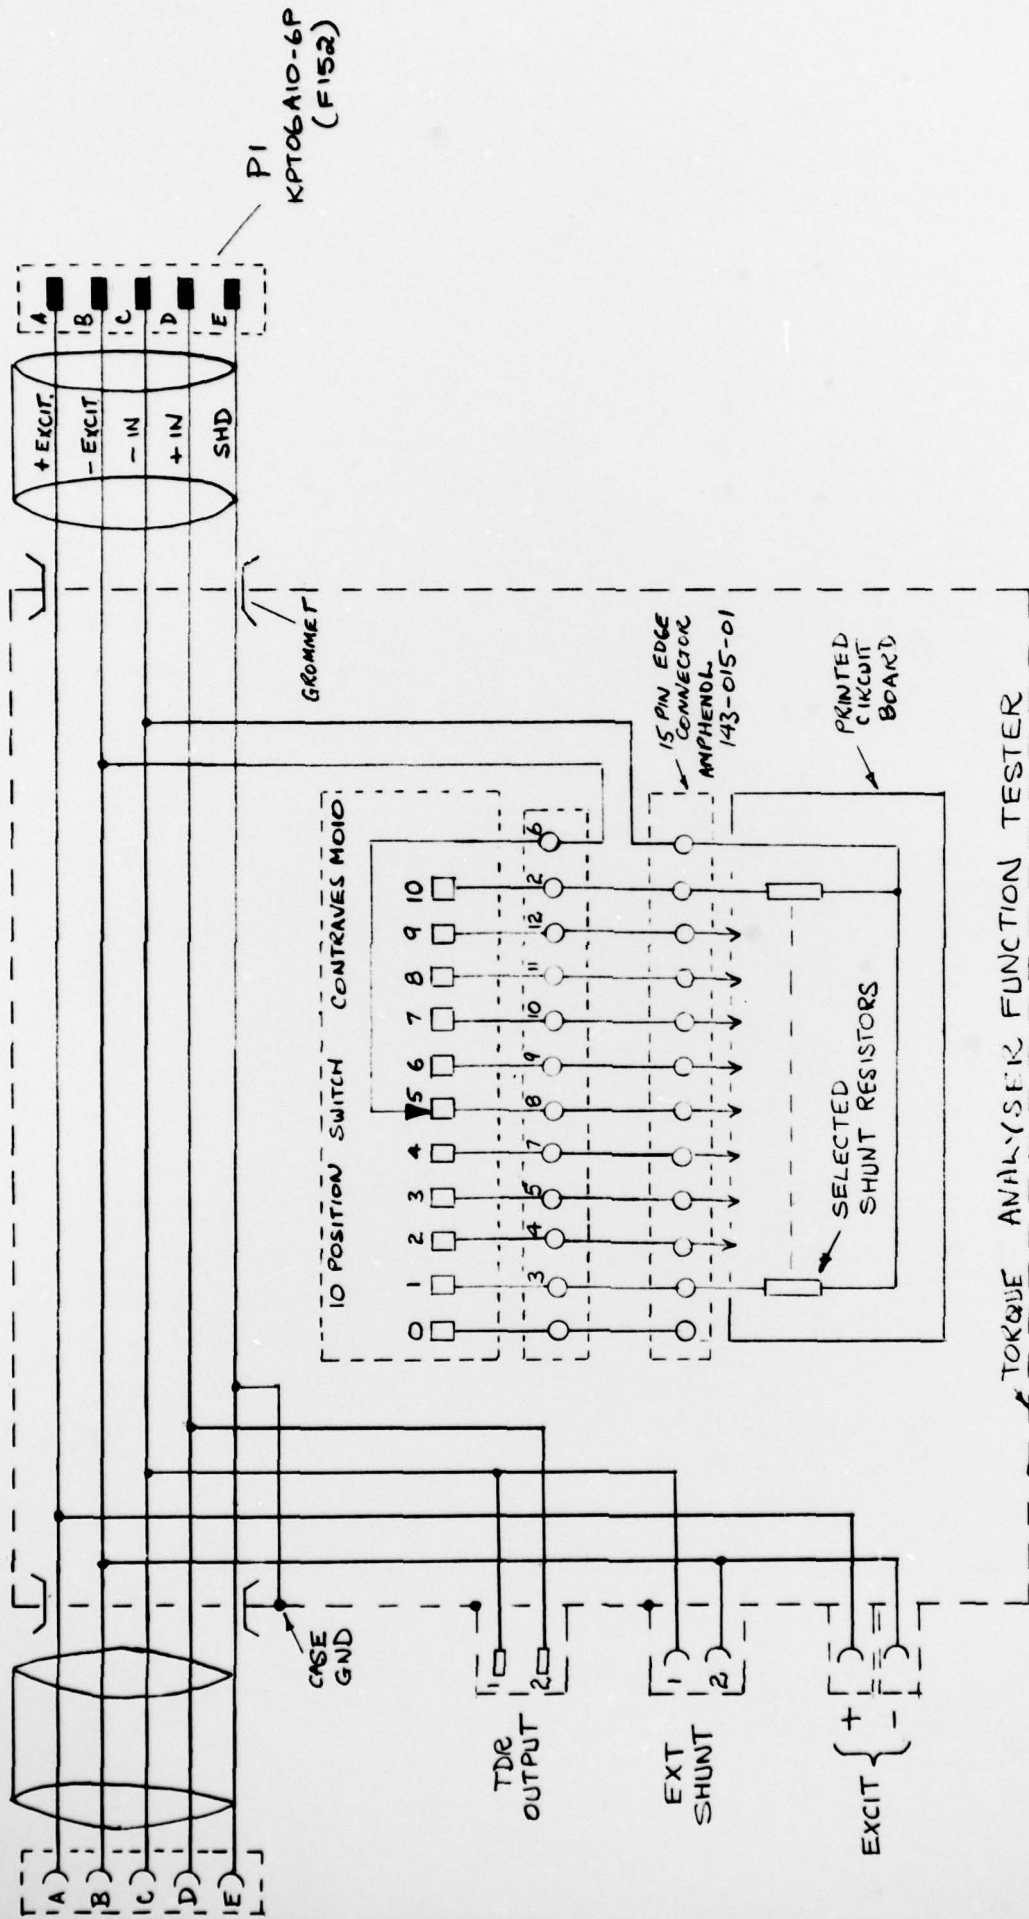 P1
KPT06A10-6P
(F152)
A
B
C
D
E
+ EXCIT.
- EXCIT
- IN
+ IN
SHD
GROMMET
10 POSITION SWITCH CONTRAVES M010
0 1 2 3 4 5 6 7 8 9 10
3 4 5 7 8 9 10 11 12 2 6
15 PIN EDGE
CONNECTOR
AMPHENOL
143-015-01
PRINTED
CIRCUIT
BOARD
SELECTED
SHUNT RESISTORS
CASE
GND
A
B
C
D
E
TDR
OUTPUT
1
2
EXT
SHUNT
1
2
EXCIT
+
-
TORQUE ANALYSER FUNCTION TESTER